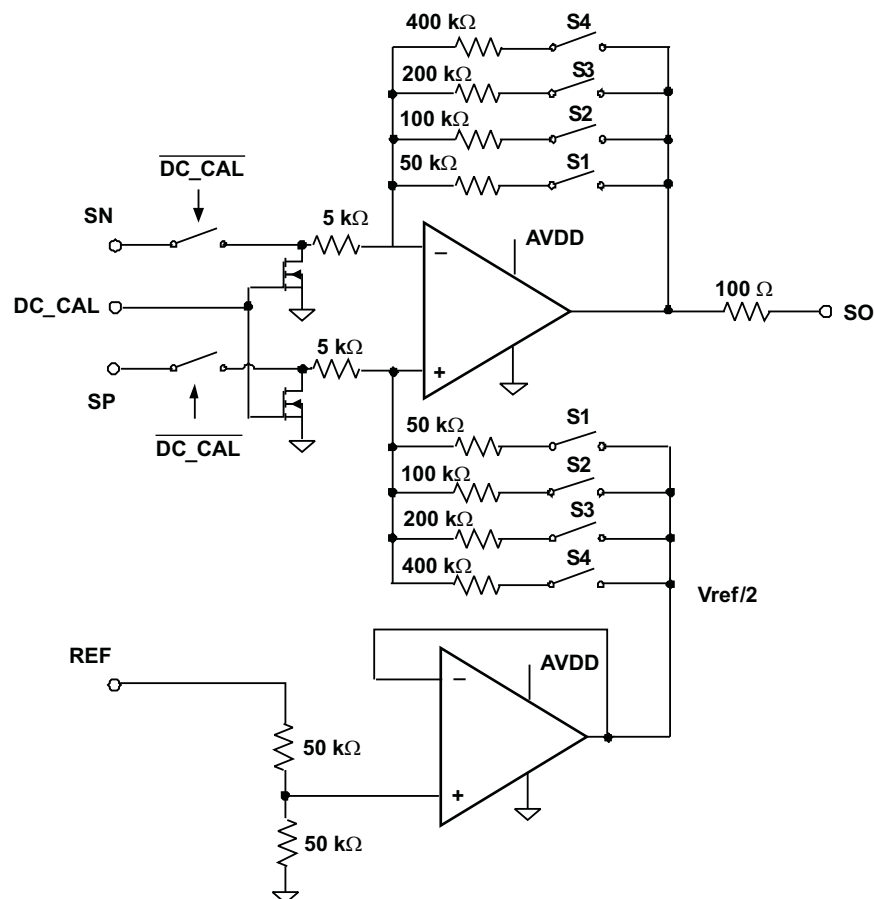 400 kΩ
S4
200 kΩ
S3
100 kΩ
S2
50 kΩ
S1
DC_CAL
SN
5 kΩ
AVDD
−
DC_CAL
100 Ω
SO
5 kΩ
+
SP
DC_CAL
50 kΩ
S1
100 kΩ
S2
200 kΩ
S3
400 kΩ
S4
Vref/2
REF
AVDD
−
50 kΩ
+
50 kΩ